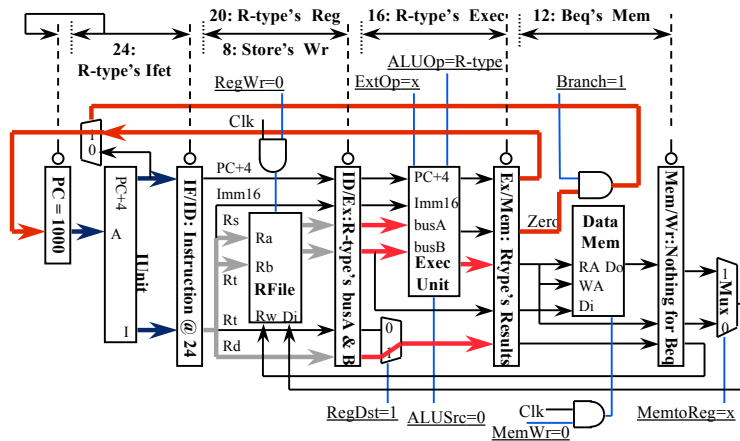 20: R-type's Reg
16: R-type's Exec
12: Beq's Mem
24:
R-type's Ifet
8: Store's Wr
ALUOp=R-type
RegWr=0
ExtOp=x
Branch=1
Clk
1
0
PC+4
PC+4
Imm16
Rs
Ra
Rb
Rt
RFile
Rt
Rw Di
Rd
PC = 1000
A
I
IUnit
IF/ID: Instruction @ 24
ID/Ex:R-type's busA & B
PC+4
Imm16
busA
busB
Exec
Unit
0
1
Ex/Mem: Rtype's Results
Zero
Data
Mem
RA Do
WA
Di
Mem/Wr:Nothing for Beq
1
Mux
0
RegDst=1
ALUSrc=0
Clk
MemWr=0
MemtoReg=x